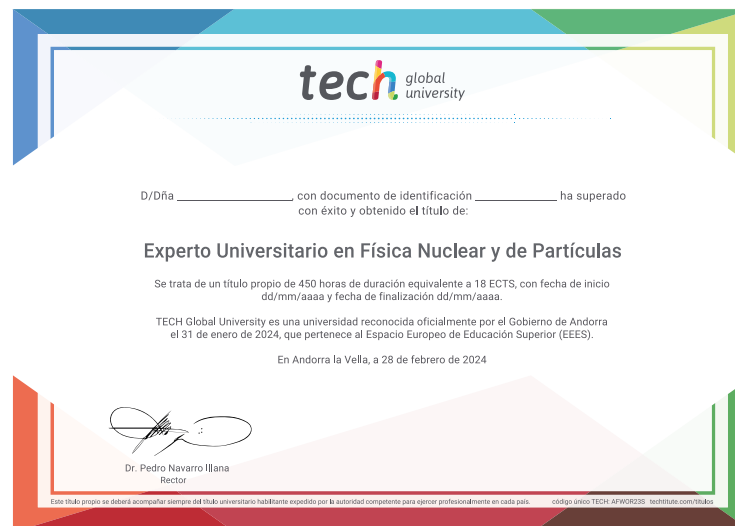 tech global
university
D/Dña ____________________, con documento de identificación ______________ ha superado
con éxito y obtenido el título de:
Experto Universitario en Física Nuclear y de Partículas
Se trata de un título propio de 450 horas de duración equivalente a 18 ECTS, con fecha de inicio
dd/mm/aaaa y fecha de finalización dd/mm/aaaa.
TECH Global University es una universidad reconocida oficialmente por el Gobierno de Andorra
el 31 de enero de 2024, que pertenece al Espacio Europeo de Educación Superior (EEES).
En Andorra la Vella, a 28 de febrero de 2024
Dr. Pedro Navarro Illana
Rector
Este título propio se deberá acompañar siempre del título universitario habilitante expedido por la autoridad competente para ejercer profesionalmente en cada país. código único TECH: AFWOR23S techtitute.com/titulos